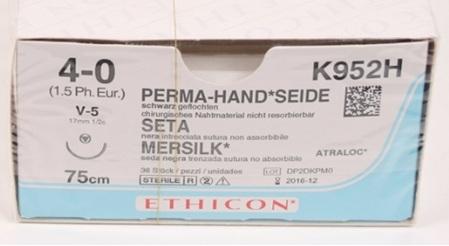 4-0
(1.5 Ph. Eur.)
V-5
17mm 1/2c
75cm
PERMA-HAND*SEIDE
schwarz geflochten
chirurgisches Nahtmaterial nicht resorbierbar
SETA
nera intrecciata sutura non assorbibile
MERSILK*
seda negra trenzada sutura no absorbible
36 Stück / pezzi / unidades
STERILE R 2
LOT DP2DKPM0
2016-12
K952H
ATRALOC*
ETHICON